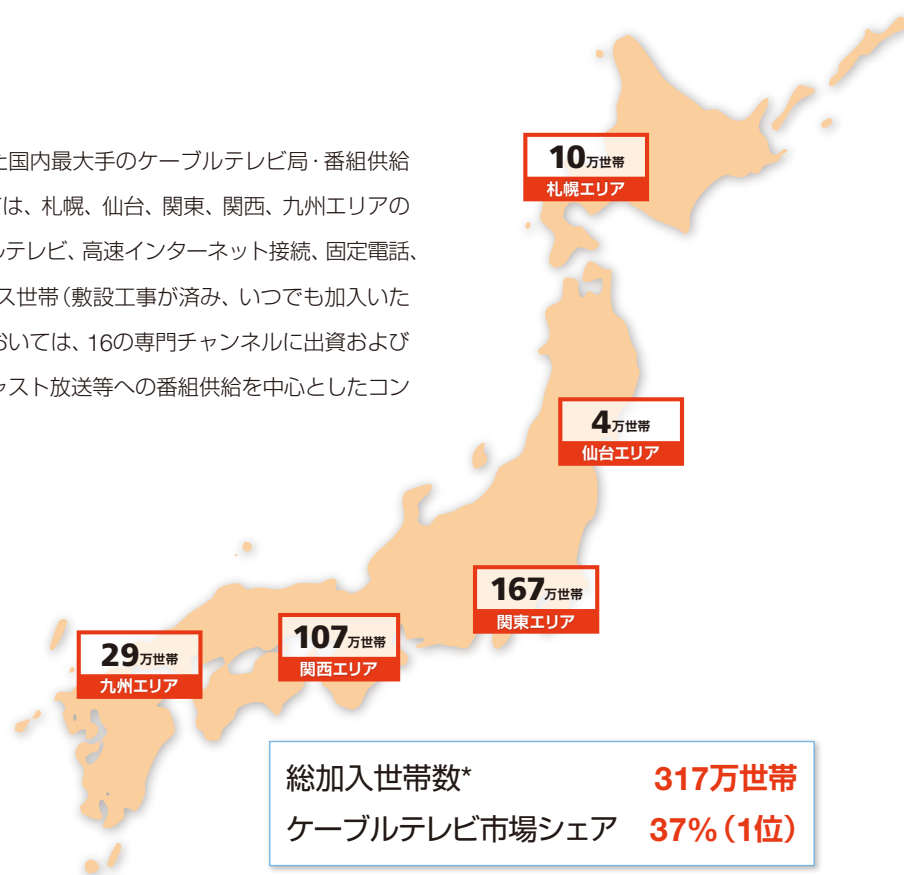 た国内最大手のケーブルテレビ局・番組供給
は、札幌、仙台、関東、関西、九州エリアの
ルテレビ、高速インターネット接続、固定電話、
ス世帯(敷設工事が済み、いつでも加入いた
おいては、16の専門チャンネルに出資および
ャスト放送等への番組供給を中心としたコン
10万世帯
札幌エリア
4万世帯
仙台エリア
167万世帯
関東エリア
107万世帯
関西エリア
29万世帯
九州エリア
総加入世帯数* 317万世帯
ケーブルテレビ市場シェア 37%(1位)